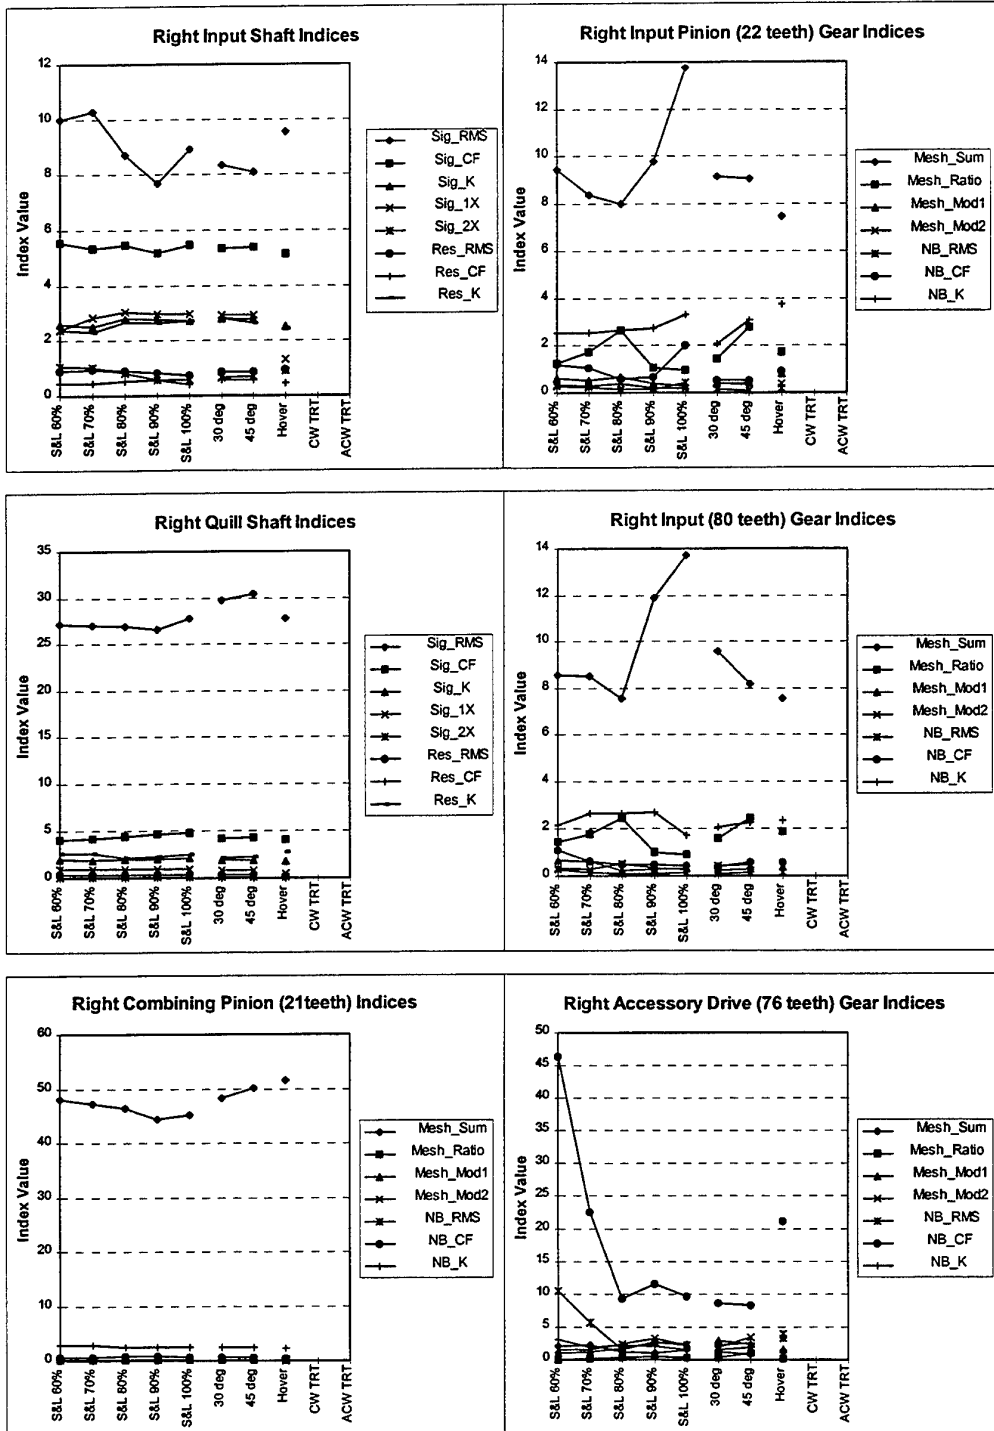 Right Input Shaft Indices
12
10
8
6
4
2
0
Index Value
S&L 60%
S&L 70%
S&L 80%
S&L 90%
S&L 100%
30 deg
45 deg
Hover
CW TRT
ACW TRT
Sig_RMS
Sig_CF
Sig_K
Sig_1X
Sig_2X
Res_RMS
Res_CF
Res_K
Right Input Pinion (22 teeth) Gear Indices
14
12
10
8
6
4
2
0
Index Value
S&L 60%
S&L 70%
S&L 80%
S&L 90%
S&L 100%
30 deg
45 deg
Hover
CW TRT
ACW TRT
Mesh_Sum
Mesh_Ratio
Mesh_Mod1
Mesh_Mod2
NB_RMS
NB_CF
NB_K
Right Quill Shaft Indices
35
30
25
20
15
10
5
0
Index Value
S&L 60%
S&L 70%
S&L 80%
S&L 90%
S&L 100%
30 deg
45 deg
Hover
CW TRT
ACW TRT
Sig_RMS
Sig_CF
Sig_K
Sig_1X
Sig_2X
Res_RMS
Res_CF
Res_K
Right Input (80 teeth) Gear Indices
14
12
10
8
6
4
2
0
Index Value
S&L 60%
S&L 70%
S&L 80%
S&L 90%
S&L 100%
30 deg
45 deg
Hover
CW TRT
ACW TRT
Mesh_Sum
Mesh_Ratio
Mesh_Mod1
Mesh_Mod2
NB_RMS
NB_CF
NB_K
Right Combining Pinion (21teeth) Indices
60
50
40
30
20
10
0
Index Value
S&L 60%
S&L 70%
S&L 80%
S&L 90%
S&L 100%
30 deg
45 deg
Hover
CW TRT
ACW TRT
Mesh_Sum
Mesh_Ratio
Mesh_Mod1
Mesh_Mod2
NB_RMS
NB_CF
NB_K
Right Accessory Drive (76 teeth) Gear Indices
50
45
40
35
30
25
20
15
10
5
0
Index Value
S&L 60%
S&L 70%
S&L 80%
S&L 90%
S&L 100%
30 deg
45 deg
Hover
CW TRT
ACW TRT
Mesh_Sum
Mesh_Ratio
Mesh_Mod1
Mesh_Mod2
NB_RMS
NB_CF
NB_K